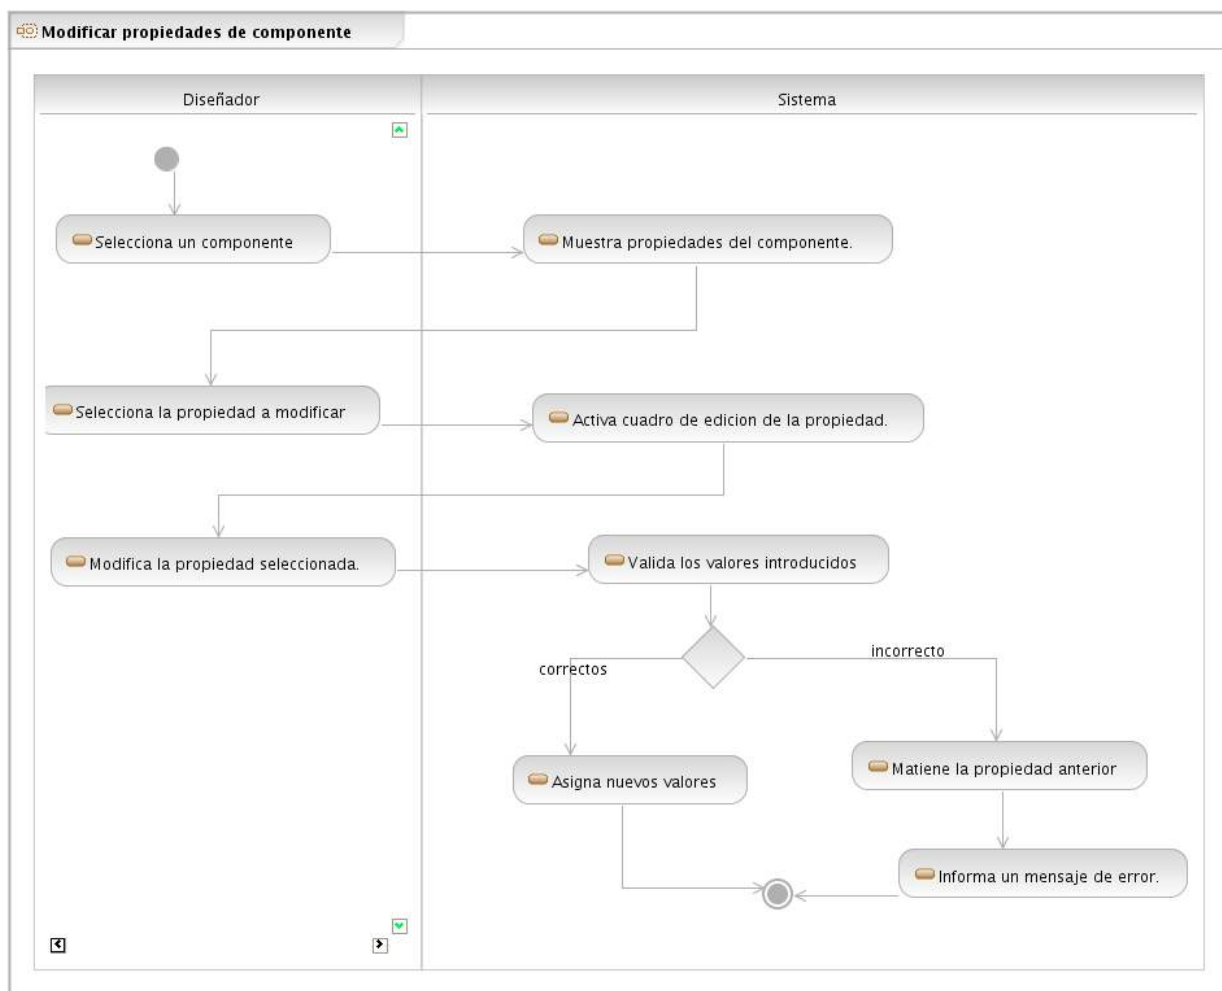 Modificar propiedades de componente
Diseñador
Sistema
Selecciona un componente
Muestra propiedades del componente.
Selecciona la propiedad a modificar
Activa cuadro de edicion de la propiedad.
Modifica la propiedad seleccionada.
Valida los valores introducidos
correctos
incorrecto
Asigna nuevos valores
Matiene la propiedad anterior
Informa un mensaje de error.